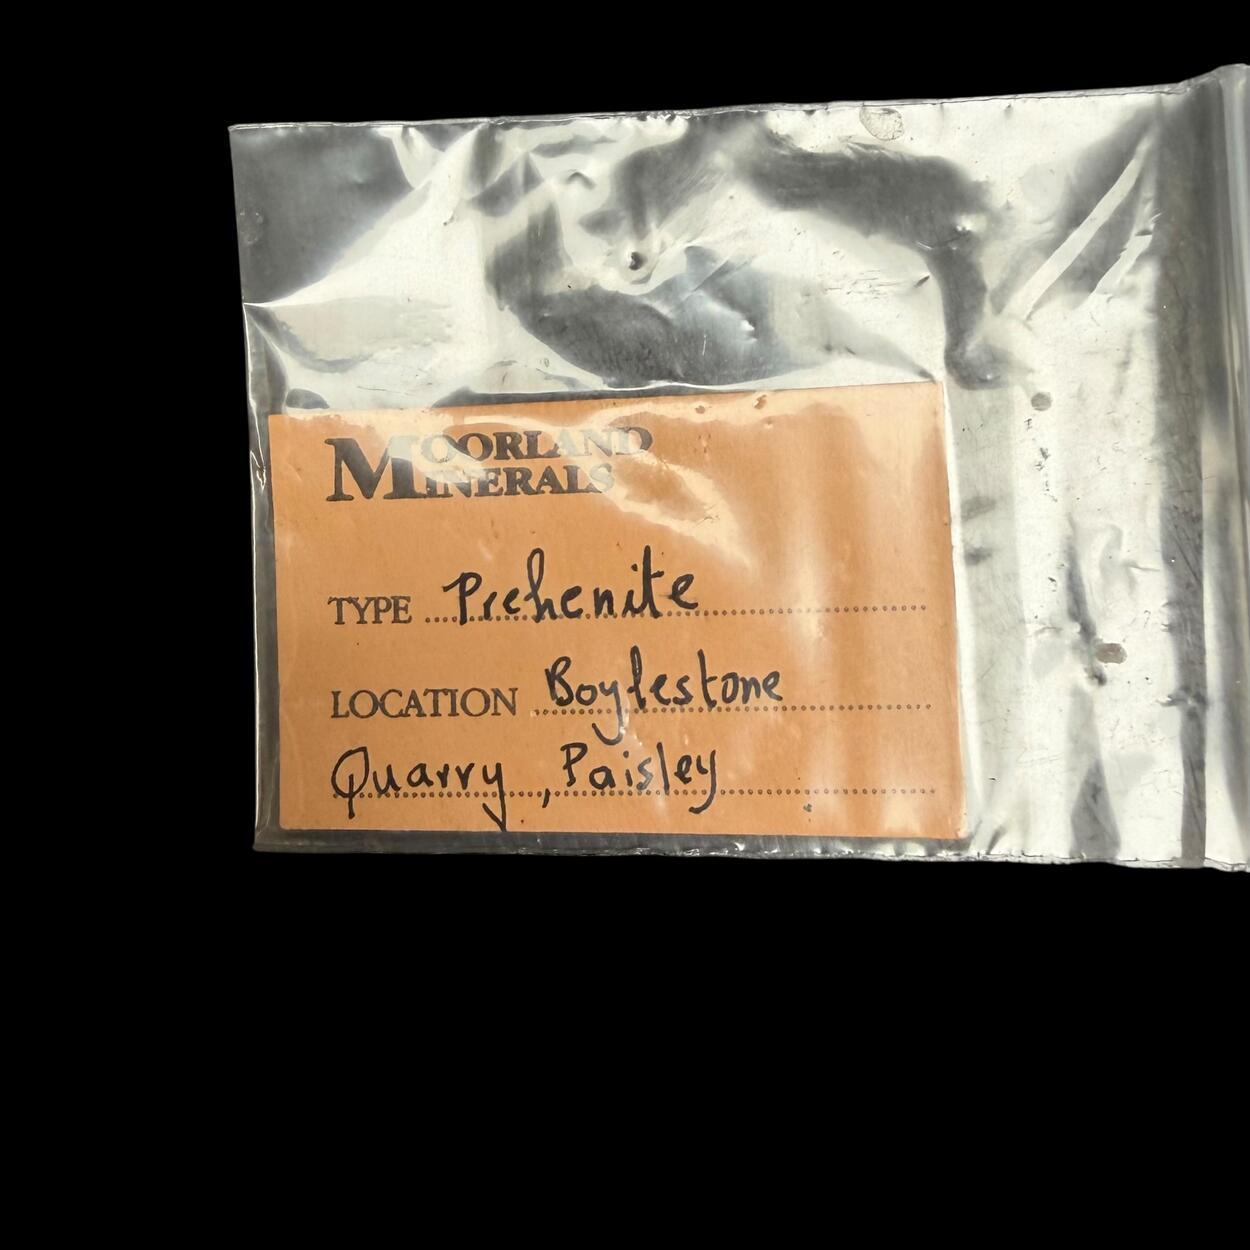 MOORLAND
MINERALS
TYPE Prehenite
LOCATION Boylestone
Quarry, Paisley